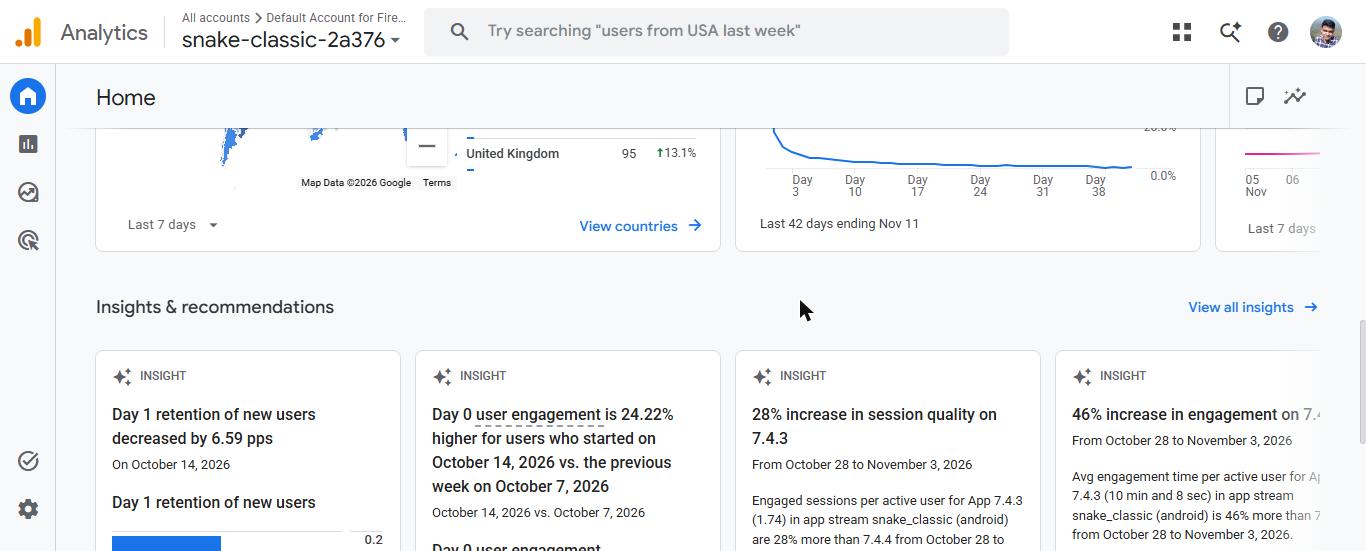 All accounts > Default Account for Fire...
Analytics
snake-classic-2a376
Try searching "users from USA last week"
Home
United Kingdom 95 ↑13.1%
Map Data ©2026 Google Terms
Last 7 days
View countries
0.0%
Day 3 Day 10 Day 17 Day 24 Day 31 Day 38
Last 42 days ending Nov 11
05 Nov 06
Last 7 days
Insights & recommendations
View all insights
INSIGHT
Day 1 retention of new users
decreased by 6.59 pps
On October 14, 2026
Day 1 retention of new users
0.2
INSIGHT
Day 0 user engagement is 24.22%
higher for users who started on
October 14, 2026 vs. the previous
week on October 7, 2026
October 14, 2026 vs. October 7, 2026
Day 0 user engagement
INSIGHT
28% increase in session quality on
7.4.3
From October 28 to November 3, 2026
Engaged sessions per active user for App 7.4.3
(1.74) in app stream snake_classic (android)
are 28% more than 7.4.4 from October 28 to
INSIGHT
46% increase in engagement on
From October 28 to November 3, 2026
Avg engagement time per active user for
7.4.3 (10 min and 8 sec) in app stream
snake_classic (android) is 46% more than
November 3, 2026.